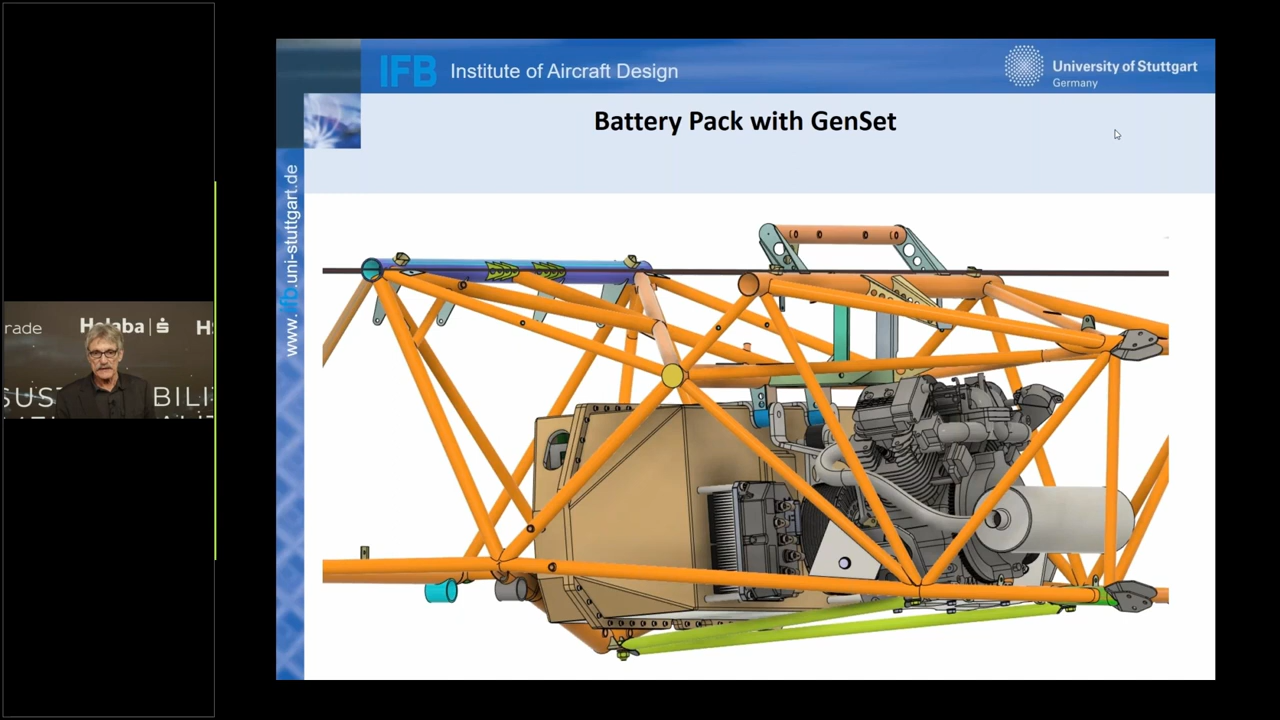 IFB Institute of Aircraft Design
University of Stuttgart
Germany
Battery Pack with GenSet
www.ifb.uni-stuttgart.de
rade Helaba H
SUST BILI